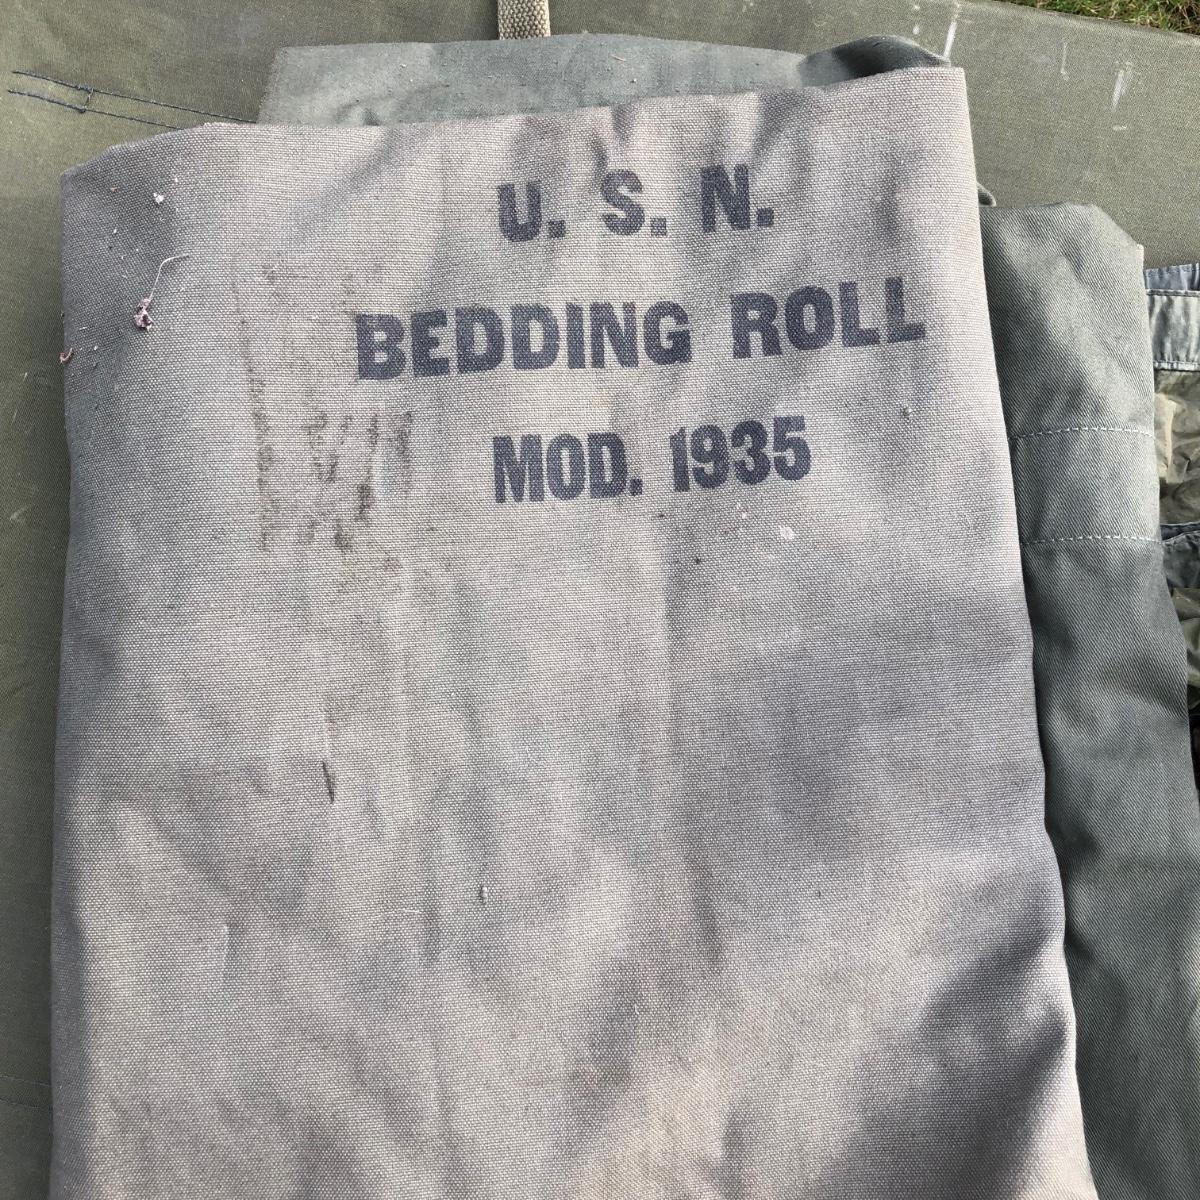 U. S. N.
BEDDING ROLL
MOD. 1935